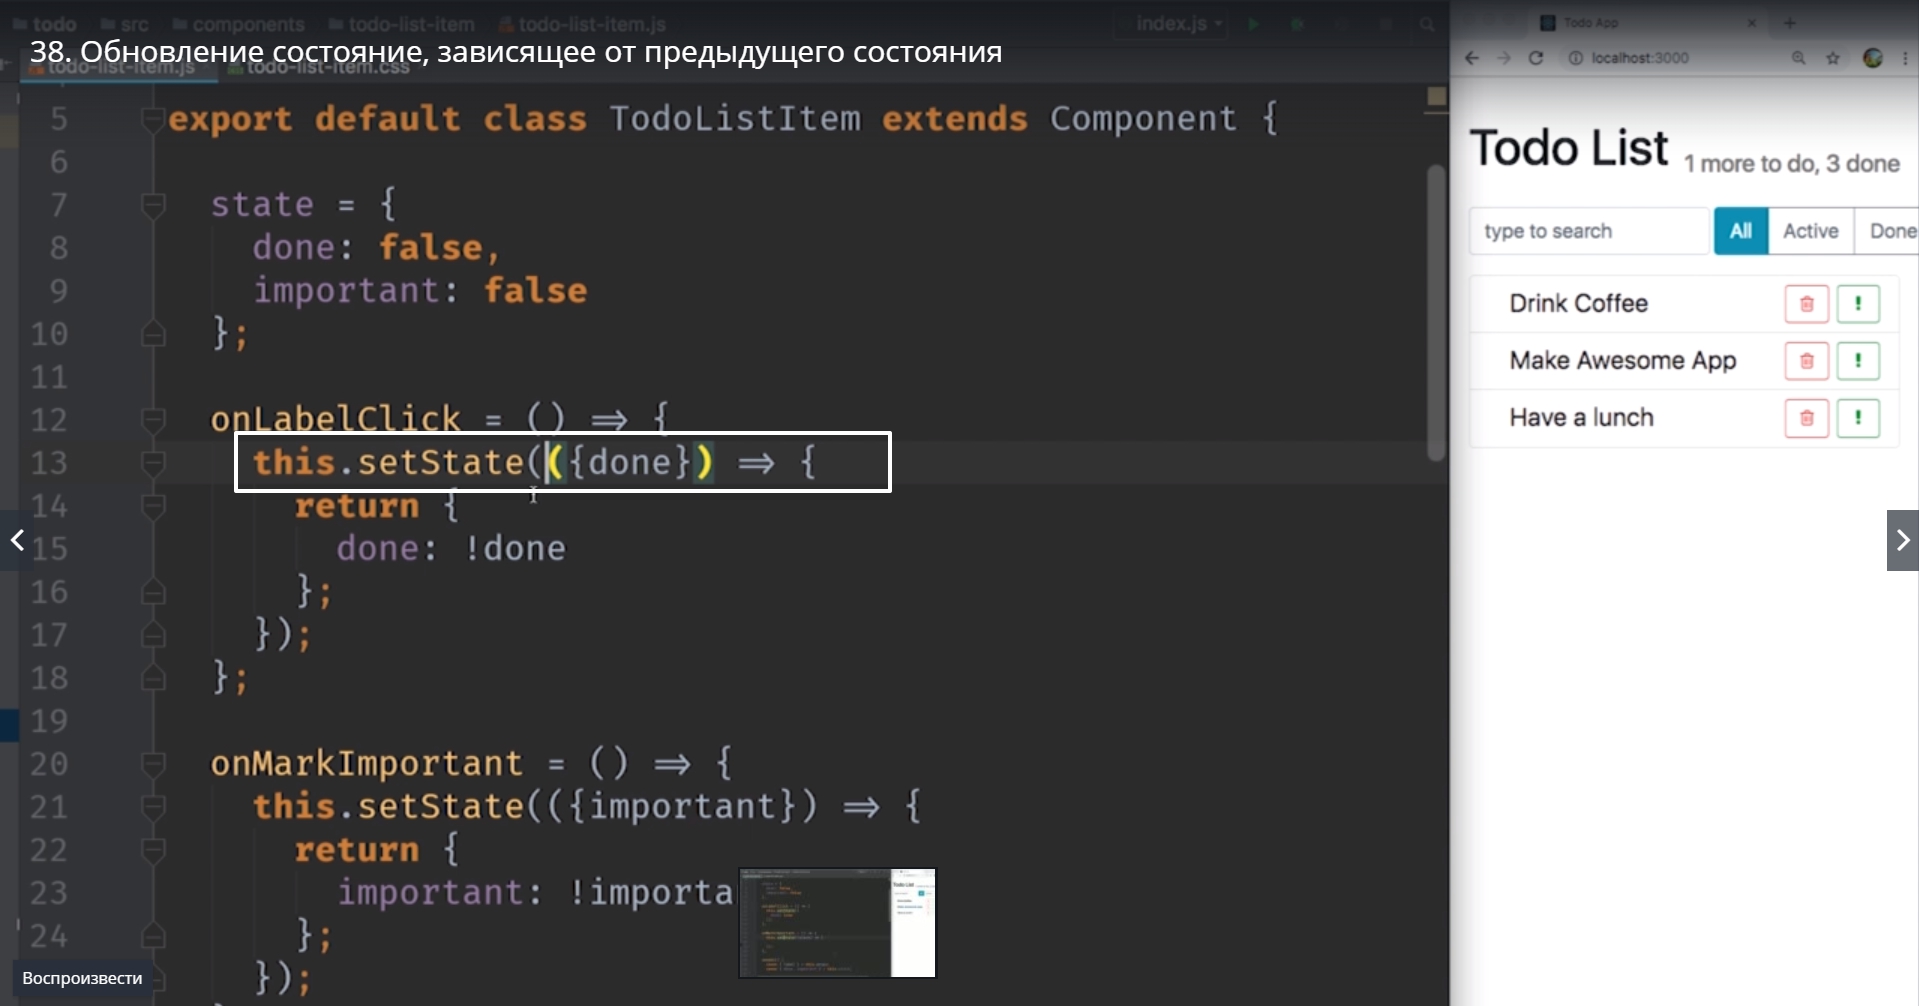 todo src components todo-list-item todo-list-item.js index.js
38. Обновление состояние, зависящее от предыдущего состояния
todo-list-item.js todo-list-item.css
5 export default class TodoListItem extends Component {
6
7 state = {
8 done: false,
9 important: false
10 };
11
12 onLabelClick = () ⇒ {
13 this.setState(({done}) ⇒ {
14 return {
15 done: !done
16 };
17 });
18 };
19
20 onMarkImportant = () ⇒ {
21 this.setState(({important}) ⇒ {
22 return {
23 important: !importa
24 };
});
Воспроизвести
Todo App
localhost:3000
Todo List 1 more to do, 3 done
type to search All Active Done
Drink Coffee !
Make Awesome App !
Have a lunch !